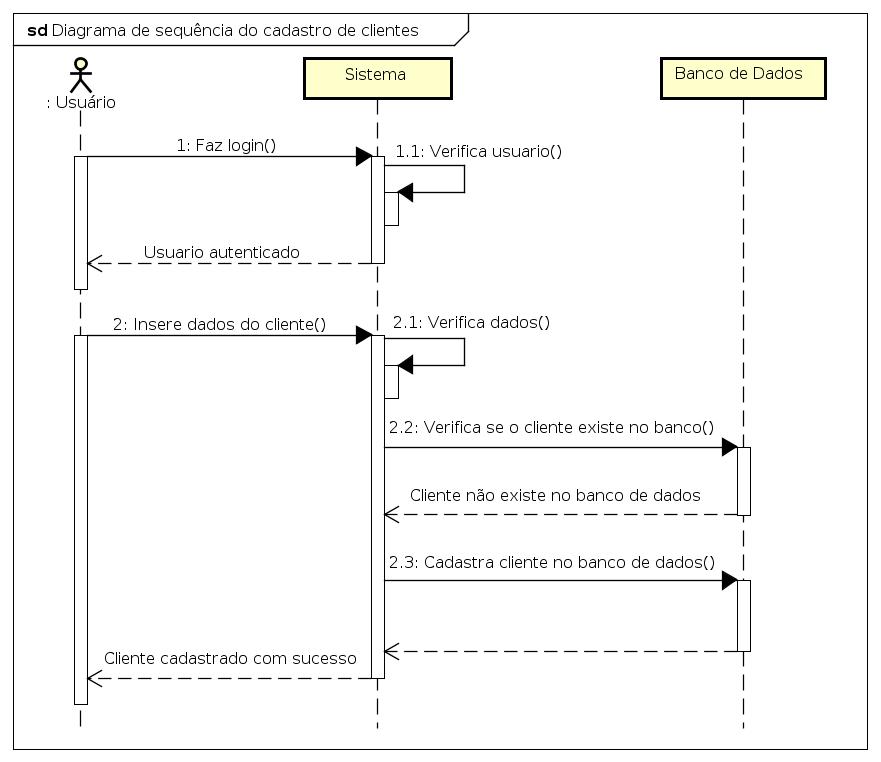 sd Diagrama de sequência do cadastro de clientes
: Usuário
Sistema
Banco de Dados
1: Faz login()
1.1: Verifica usuario()
Usuario autenticado
2: Insere dados do cliente()
2.1: Verifica dados()
2.2: Verifica se o cliente existe no banco()
Cliente não existe no banco de dados
2.3: Cadastra cliente no banco de dados()
Cliente cadastrado com sucesso